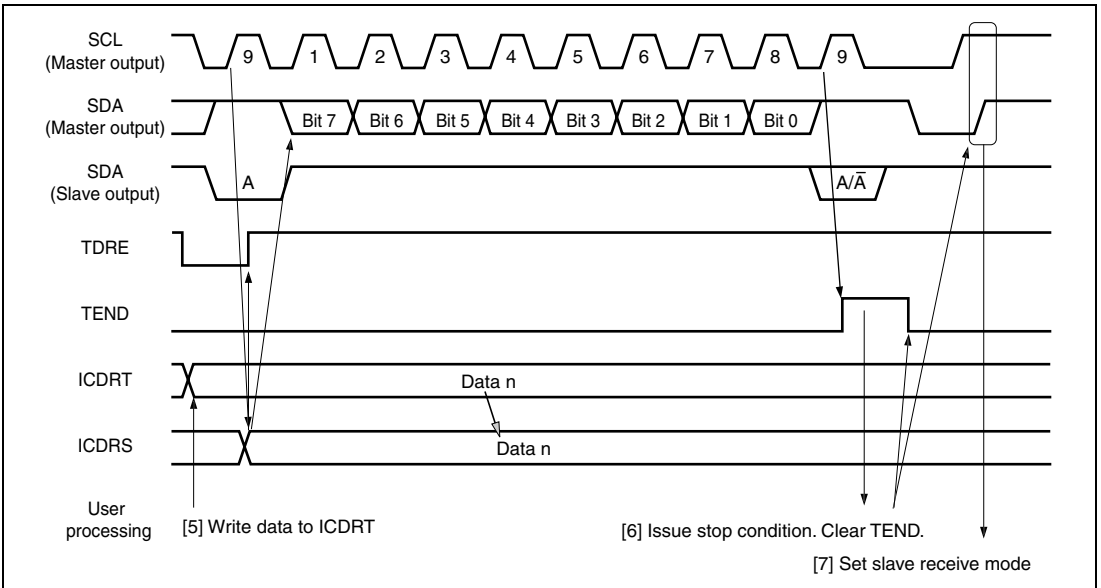 SCL
(Master output)
9 1 2 3 4 5 6 7 8 9
SDA
(Master output)
Bit 7 Bit 6 Bit 5 Bit 4 Bit 3 Bit 2 Bit 1 Bit 0
SDA
(Slave output)
A A/A̅
TDRE
TEND
ICDRT
Data n
ICDRS
Data n
User
processing
[5] Write data to ICDRT
[6] Issue stop condition. Clear TEND.
[7] Set slave receive mode